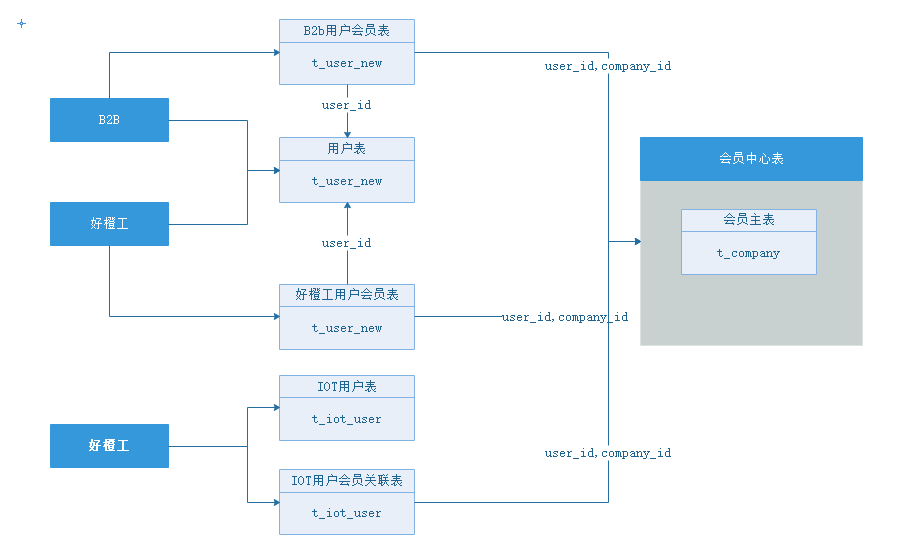 B2b用户会员表
t_user_new
user_id,company_id
user_id
B2B
用户表
t_user_new
会员中心表
好橙工
会员主表
t_company
user_id
好橙工用户会员表
t_user_new
user_id,company_id
IOT用户表
t_iot_user
好橙工
user_id,company_id
IOT用户会员关联表
t_iot_user